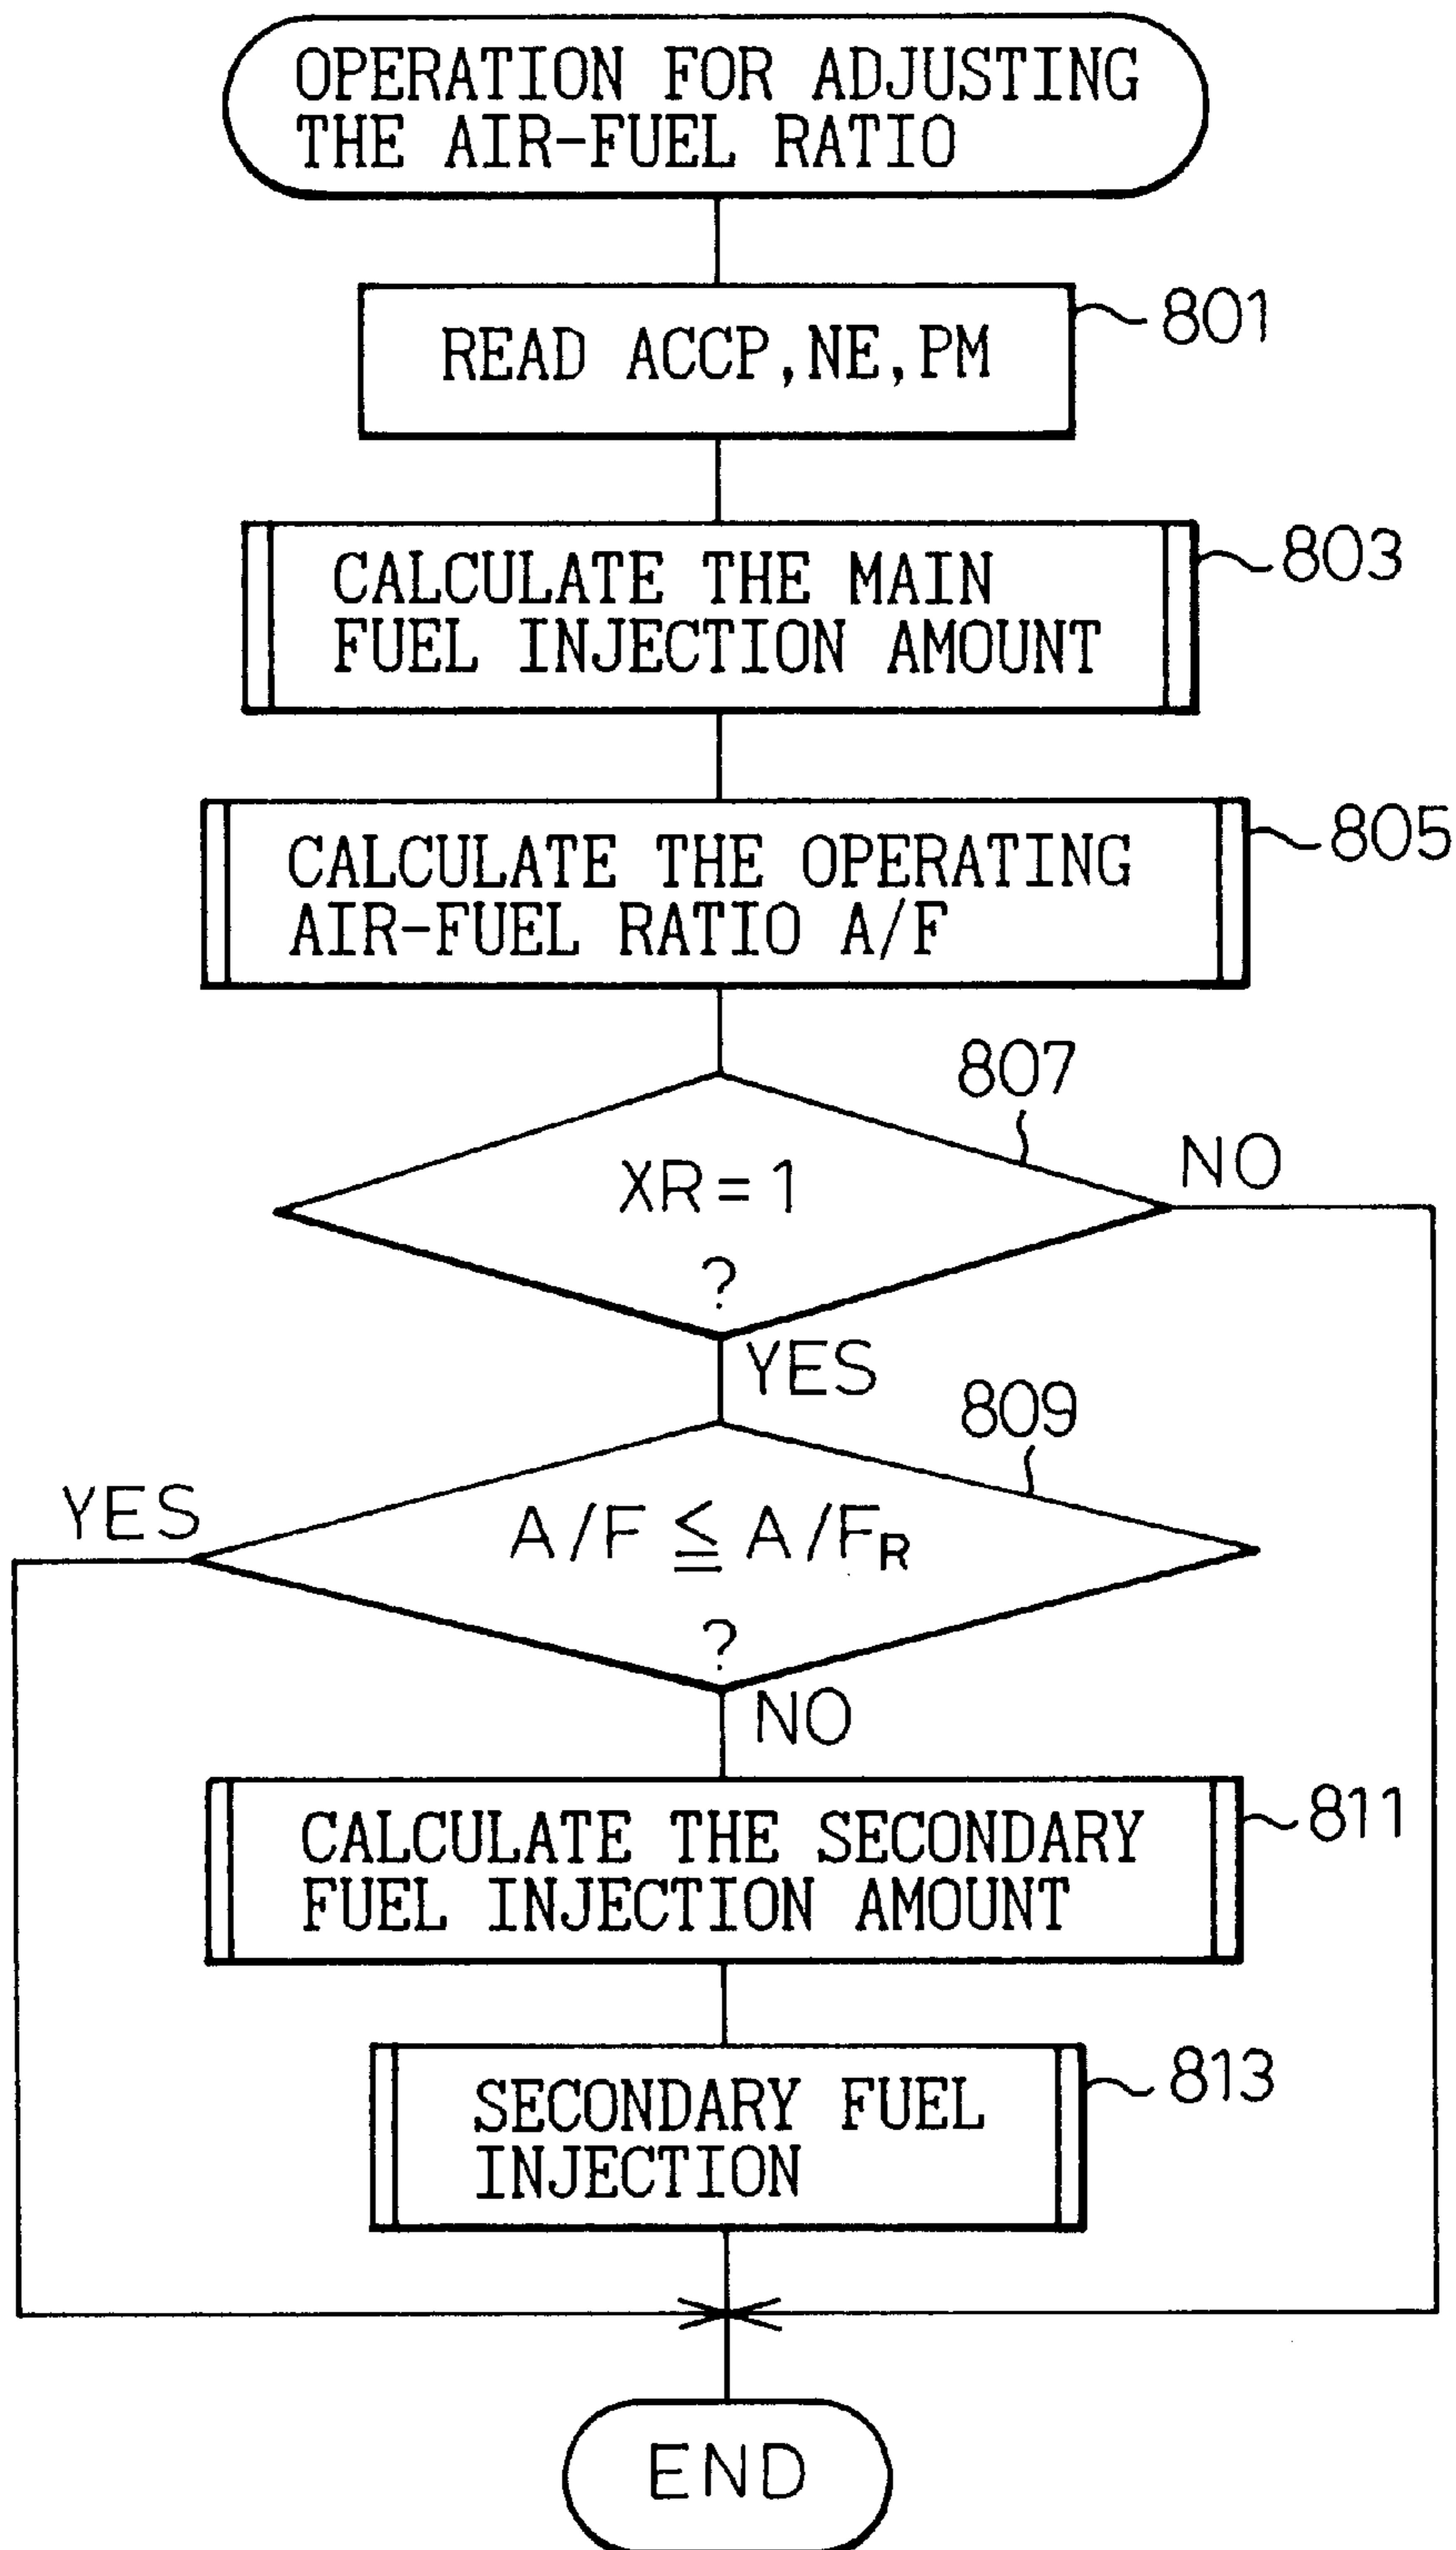 OPERATION FOR ADJUSTING
THE AIR-FUEL RATIO
READ ACCP,NE,PM
801
CALCULATE THE MAIN
FUEL INJECTION AMOUNT
803
CALCULATE THE OPERATING
AIR-FUEL RATIO A/F
805
807
XR=1
?
NO
YES
809
A/F ≦ A/FR
?
YES
NO
CALCULATE THE SECONDARY
FUEL INJECTION AMOUNT
811
SECONDARY FUEL
INJECTION
813
END